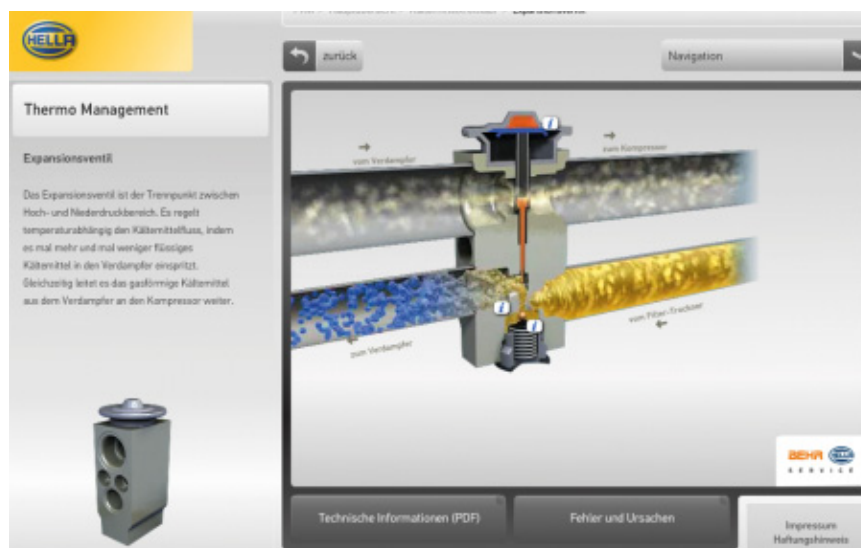 Expansionsventil
HELLA
zurück
Navigation
Thermo Management
Expansionsventil
Das Expansionsventil ist der Trennpunkt zwischen
Hoch- und Niederdruckbereich. Es regelt
temperaturabhängig den Kältemittelfluss, indem
es mal mehr und mal weniger flüssiges
Kältemittel in den Verdampfer einspritzt.
Gleichzeitig leitet es das gasförmige Kältemittel
aus dem Verdampfer an den Kompressor weiter.
vom Verdampfer
zum Kompressor
zum Verdampfer
vom Filter-Trockner
i
i
i
BEHR HELLA
SERVICE
Technische Informationen (PDF)
Fehler und Ursachen
Impressum
Haftungshinweis